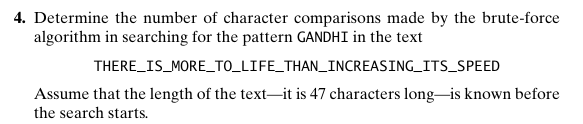 4. Determine the number of character comparisons made by the brute-force
algorithm in searching for the pattern GANDHI in the text
THERE_IS_MORE_TO_LIFE_THAN_INCREASING_ITS_SPEED
Assume that the length of the text—it is 47 characters long—is known before
the search starts.